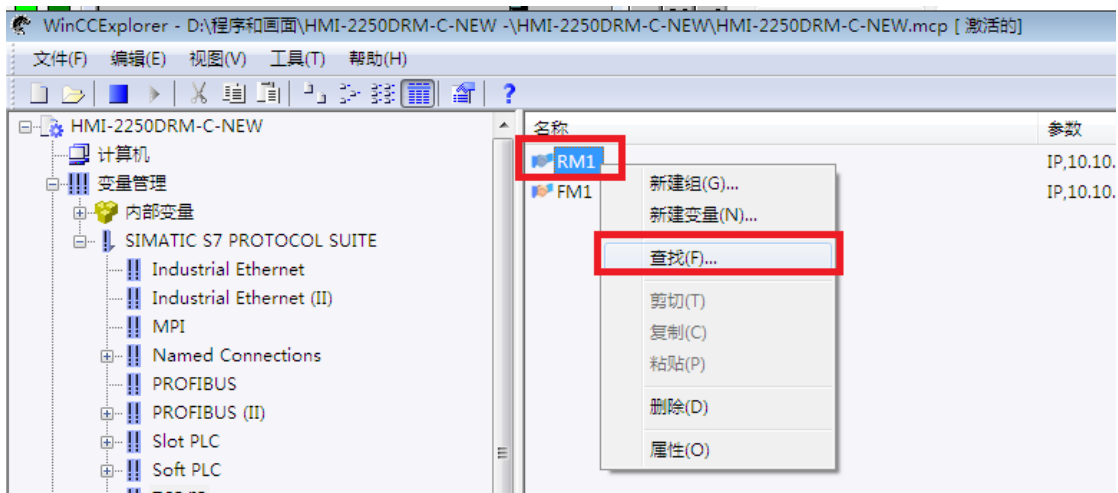 WinCCExplorer - D:\程序和画面\HMI-2250DRM-C-NEW -\HMI-2250DRM-C-NEW\HMI-2250DRM-C-NEW.mcp [ 激活的]
文件(F) 编辑(E) 视图(V) 工具(T) 帮助(H)
HMI-2250DRM-C-NEW
计算机
变量管理
内部变量
SIMATIC S7 PROTOCOL SUITE
Industrial Ethernet
Industrial Ethernet (II)
MPI
Named Connections
PROFIBUS
PROFIBUS (II)
Slot PLC
Soft PLC
名称 参数
RM1 IP,10.10.
FM1 IP,10.10.
新建组(G)...
新建变量(N)...
查找(F)...
剪切(T)
复制(C)
粘贴(P)
删除(D)
属性(O)